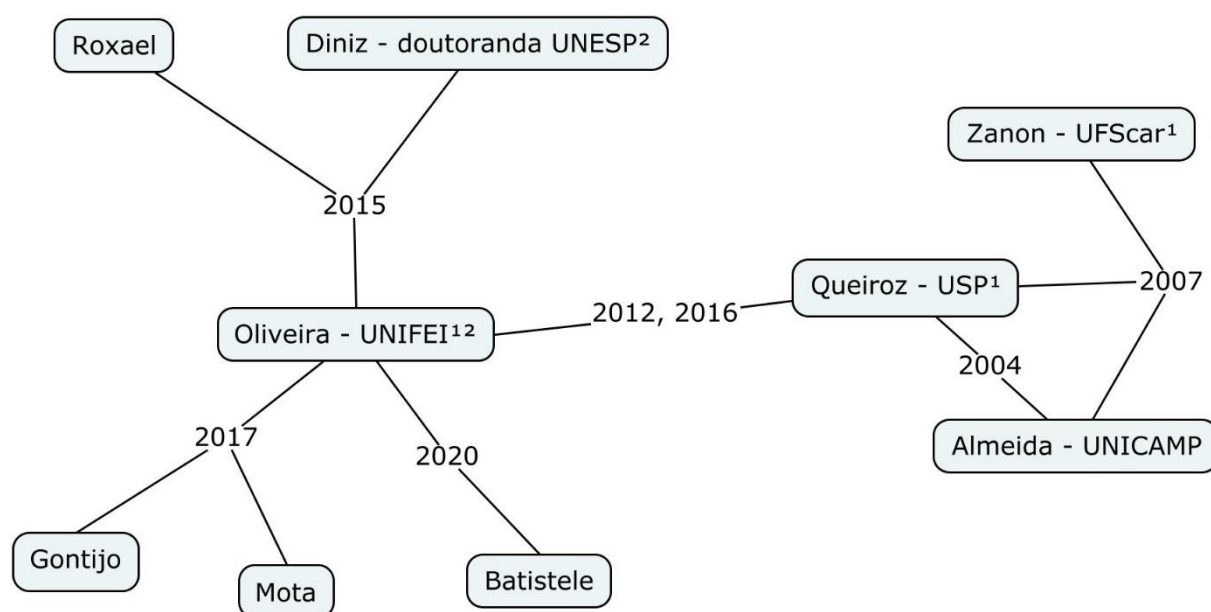 Roxael
Diniz - doutoranda UNESP²
Zanon - UFScar¹
2015
Queiroz - USP¹
2007
2012, 2016
Oliveira - UNIFEI¹²
2004
2017
2020
Almeida - UNICAMP
Gontijo
Mota
Batistele